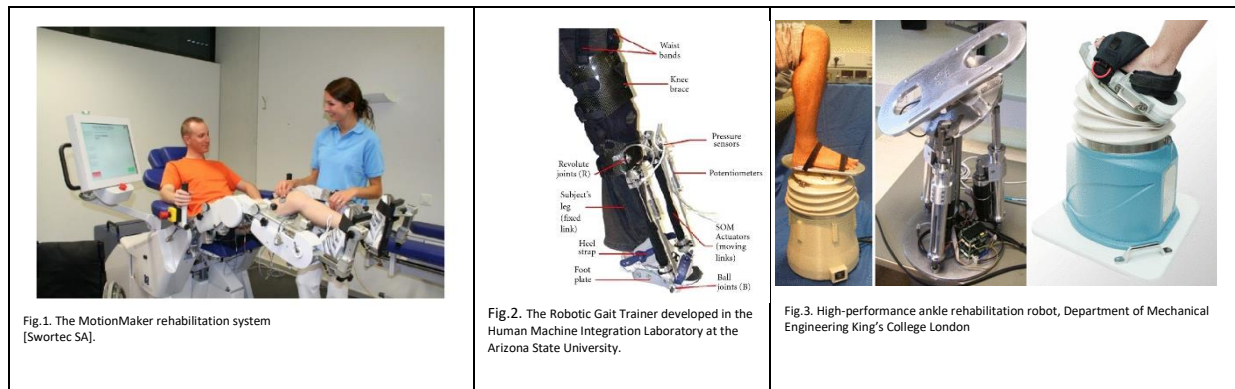 Fig.1. The MotionMaker rehabilitation system
[Swortec SA].
Waist
bands
Knee
brace
Pressure
sensors
Revolute
joints (R)
Potentiometers
Subject's
leg
(fixed
link)
SOM
Actuators
(moving
links)
Heel
strap
Foot
plate
Ball
joints (B)
Fig.2. The Robotic Gait Trainer developed in the
Human Machine Integration Laboratory at the
Arizona State University.
Fig.3. High-performance ankle rehabilitation robot, Department of Mechanical
Engineering King’s College London